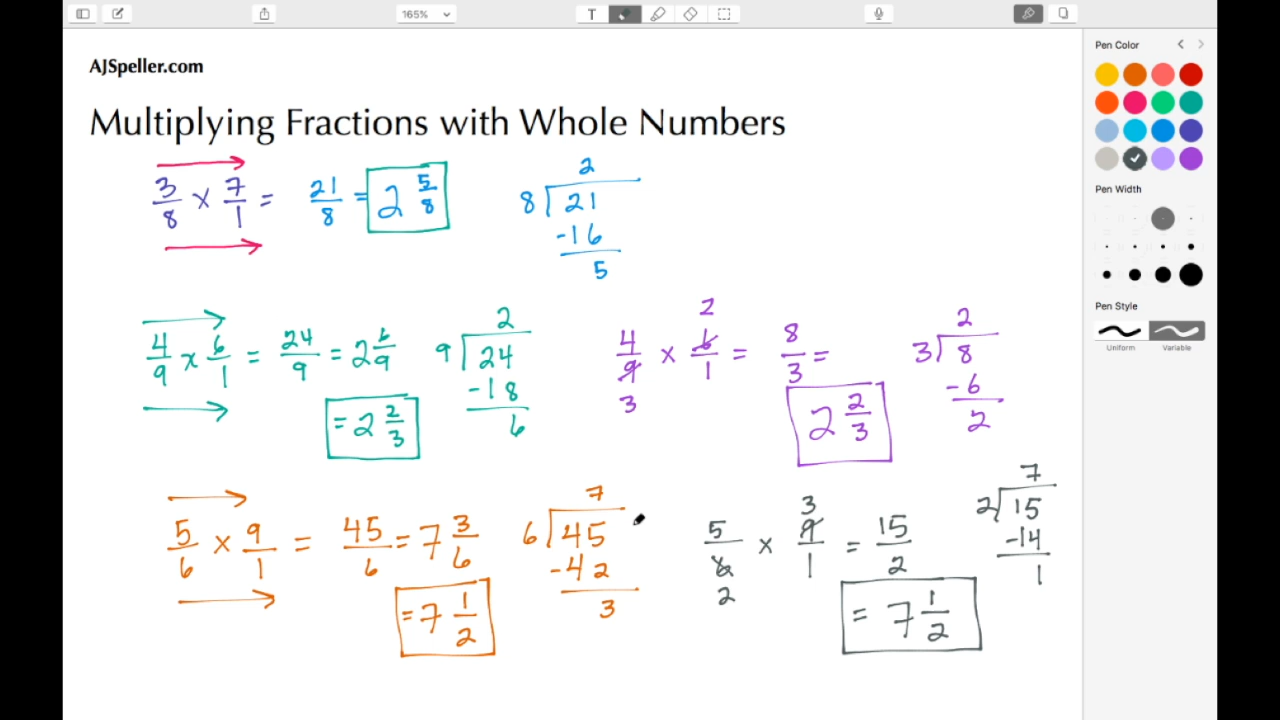 165%
T
AJSpeller.com
Multiplying Fractions with Whole Numbers
3/8 × 7/1 = 21/8 = 2 5/8
2
8 21
-16
5
4/9 × 6/1 = 24/9 = 2 6/9
= 2 2/3
2
9 24
-18
6
2
4/9 × 6/1 = 8/3 =
3
2 2/3
2
3 8
-6
2
5/6 × 9/1 = 45/6 = 7 3/6
= 7 1/2
7
6 45
-42
3
3
5/6 × 9/1 = 15/2
2
= 7 1/2
7
2 15
-14
1
Pen Color
Pen Width
Pen Style
Uniform Variable